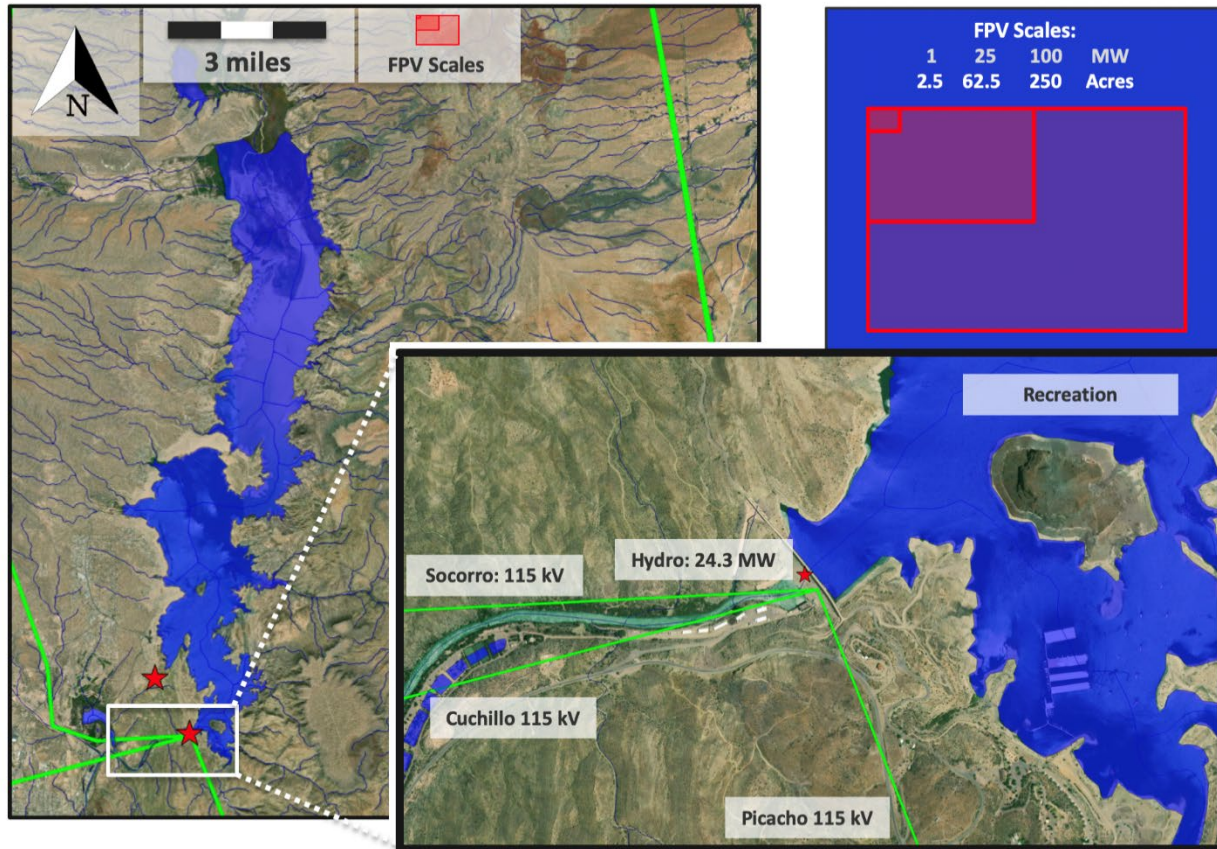 N
3 miles
FPV Scales
FPV Scales:
1 25 100 MW
2.5 62.5 250 Acres
Recreation
Hydro: 24.3 MW
Socorro: 115 kV
Cuchillo 115 kV
Picacho 115 kV